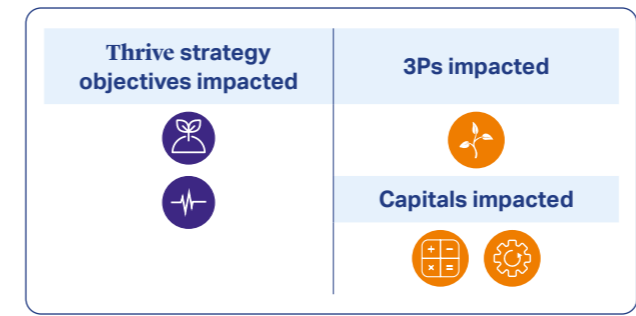 Thrive strategy
objectives impacted
3Ps impacted
Capitals impacted